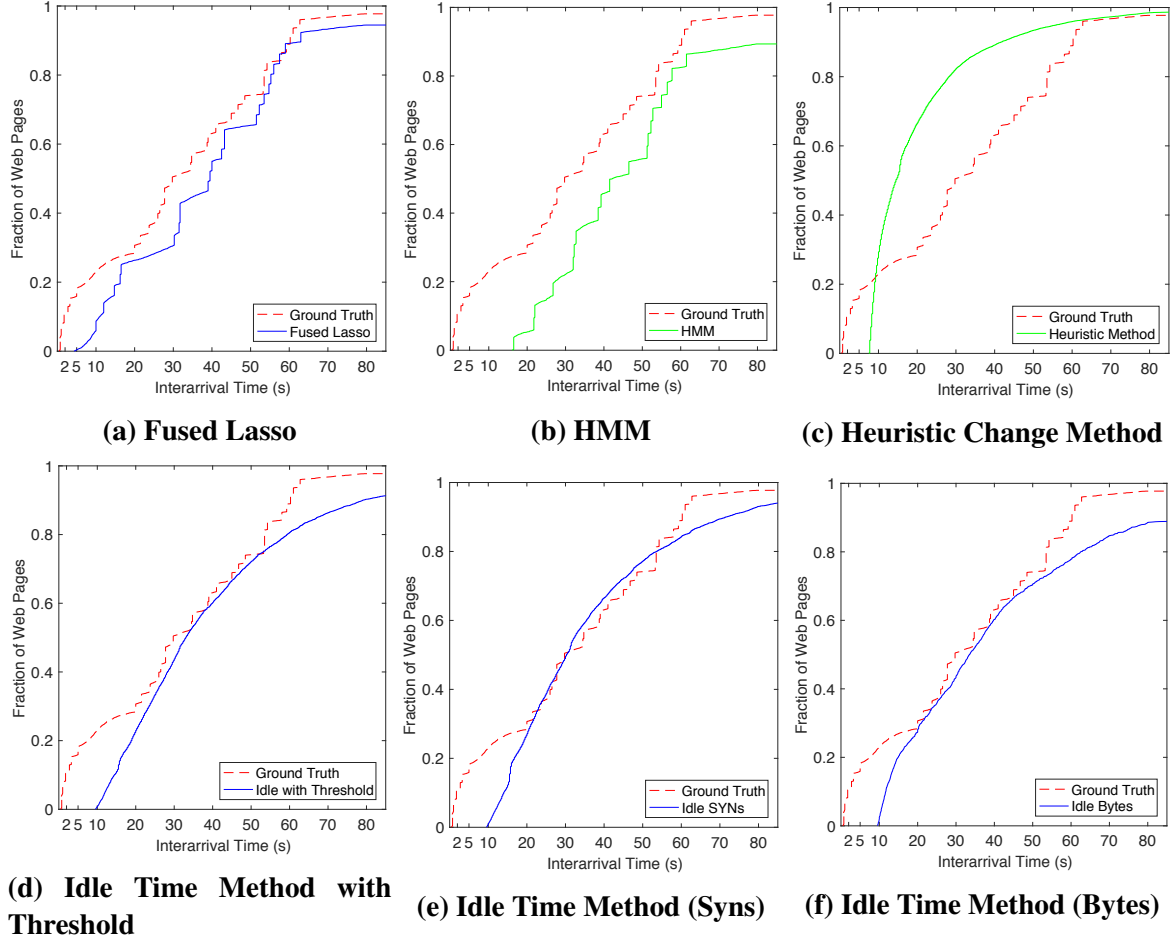 1
0.8
0.6
0.4
0.2
0
Fraction of Web Pages
Ground Truth
Fused Lasso
2 5 10 20 30 40 50 60 70 80
Interarrival Time (s)
(a) Fused Lasso
1
0.8
0.6
0.4
0.2
0
Fraction of Web Pages
Ground Truth
HMM
2 5 10 20 30 40 50 60 70 80
Interarrival Time (s)
(b) HMM
1
0.8
0.6
0.4
0.2
0
Fraction of Web Pages
Ground Truth
Heuristic Method
2 5 10 20 30 40 50 60 70 80
Interarrival Time (s)
(c) Heuristic Change Method
1
0.8
0.6
0.4
0.2
0
Fraction of Web Pages
Ground Truth
Idle with Threshold
2 5 10 20 30 40 50 60 70 80
Interarrival Time (s)
(d) Idle Time Method with
Threshold
1
0.8
0.6
0.4
0.2
0
Fraction of Web Pages
Ground Truth
Idle SYNs
2 5 10 20 30 40 50 60 70 80
Interarrival Time (s)
(e) Idle Time Method (Syns)
1
0.8
0.6
0.4
0.2
0
Fraction of Web Pages
Ground Truth
Idle Bytes
2 5 10 20 30 40 50 60 70 80
Interarrival Time (s)
(f) Idle Time Method (Bytes)